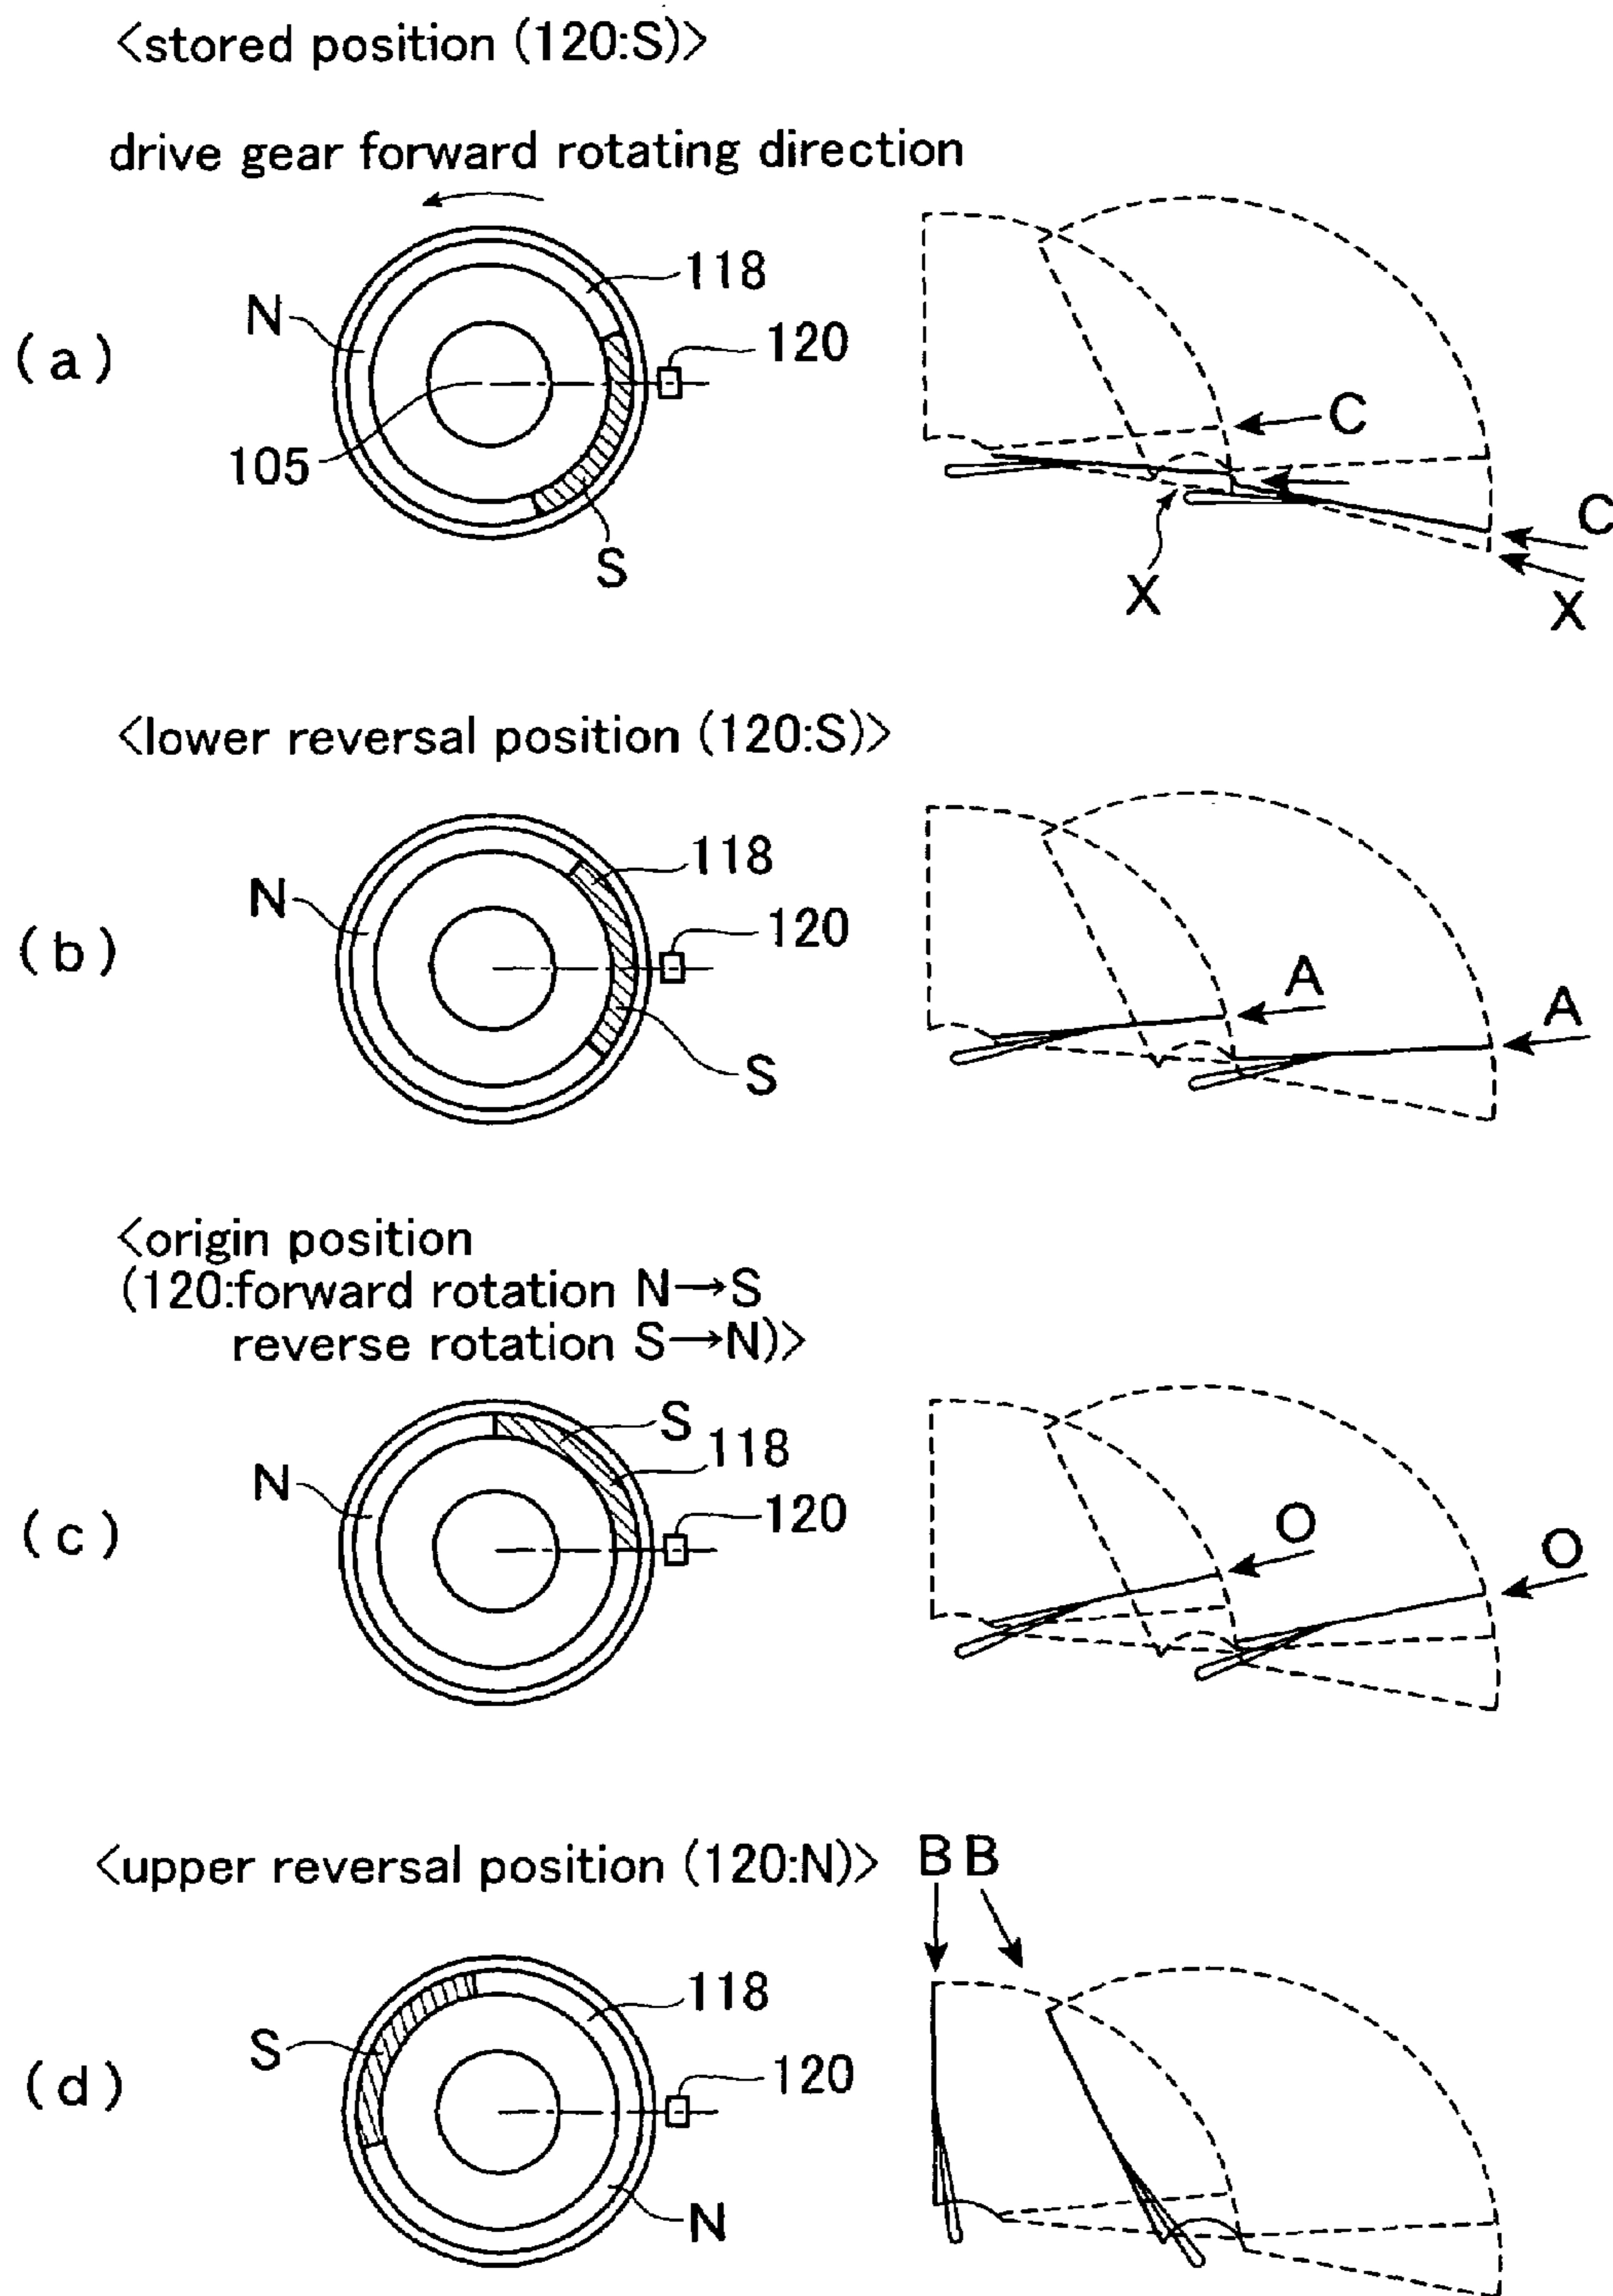 <stored position (120:S)>
drive gear forward rotating direction
(a)
N
118
120
105
S
C
C
X
X
<lower reversal position (120:S)>
(b)
N
118
120
S
A
A
<origin position
(120:forward rotation N→S
reverse rotation S→N)>
(c)
N
S
118
120
O
O
<upper reversal position (120:N)>
B B
(d)
S
118
120
N